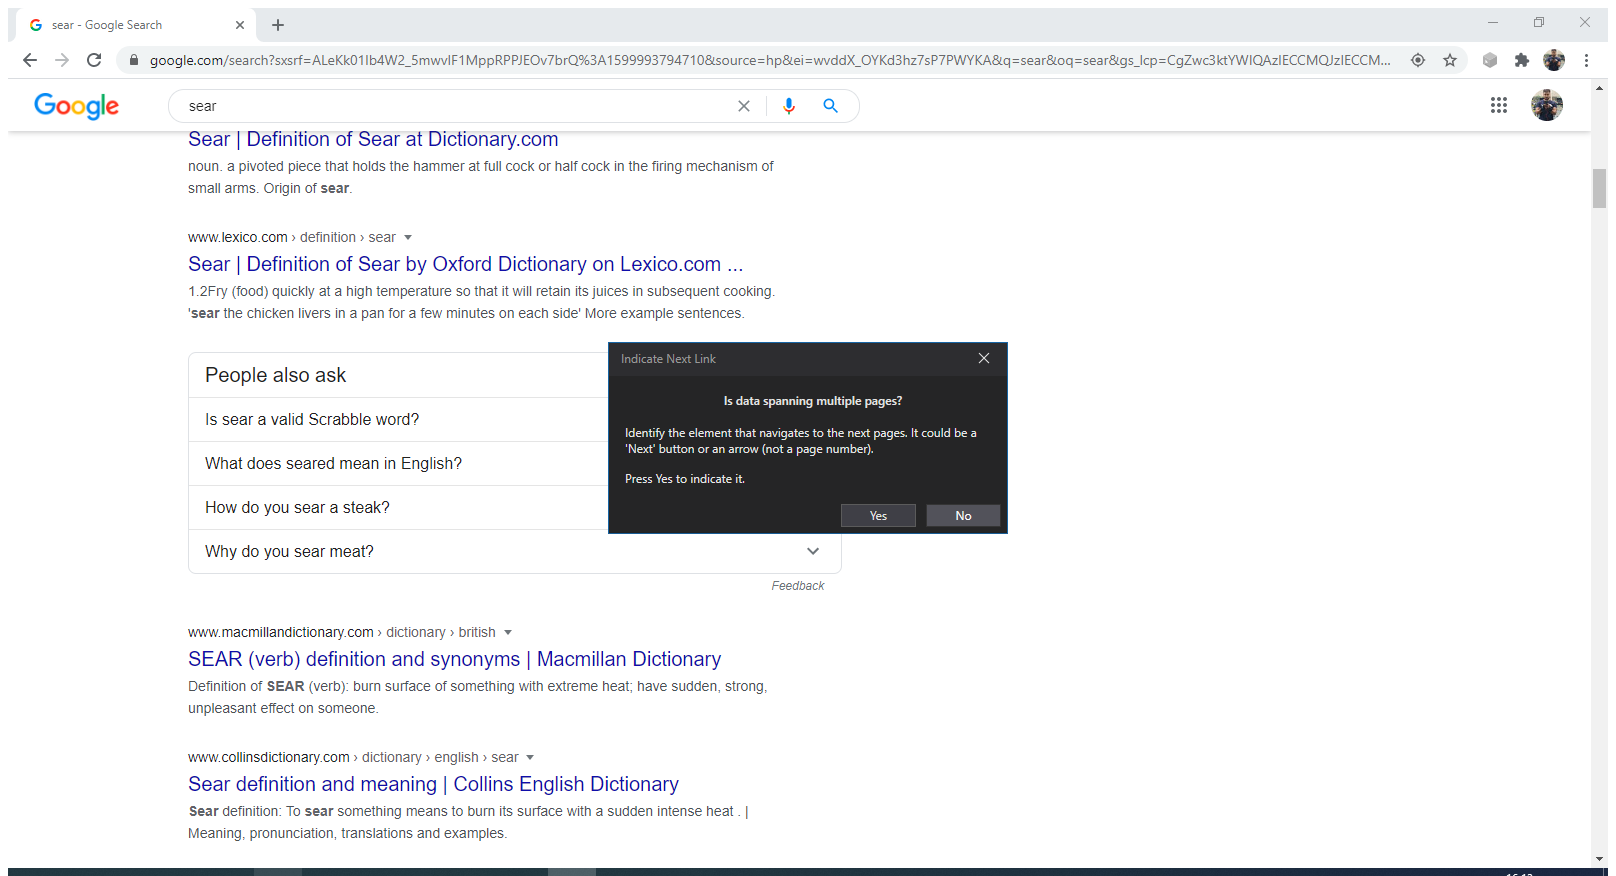 sear - Google Search
google.com/search?sxsrf=ALeKk01Ib4W2_5mwvIF1MppRPPJEOv7brQ%3A1599993794710&source=hp&ei=wvddX_OYKd3hz7sP7PWYKA&q=sear&oq=sear&gs_lcp=CgZwc3ktYWIQAzIECCMQJzIECCM...
Google
sear
Sear | Definition of Sear at Dictionary.com
noun. a pivoted piece that holds the hammer at full cock or half cock in the firing mechanism of
small arms. Origin of sear.
www.lexico.com › definition › sear
Sear | Definition of Sear by Oxford Dictionary on Lexico.com ...
1.2Fry (food) quickly at a high temperature so that it will retain its juices in subsequent cooking.
'sear the chicken livers in a pan for a few minutes on each side' More example sentences.
People also ask
Is sear a valid Scrabble word?
What does seared mean in English?
How do you sear a steak?
Why do you sear meat?
Feedback
Indicate Next Link
Is data spanning multiple pages?
Identify the element that navigates to the next pages. It could be a
'Next' button or an arrow (not a page number).
Press Yes to indicate it.
Yes No
www.macmillandictionary.com › dictionary › british
SEAR (verb) definition and synonyms | Macmillan Dictionary
Definition of SEAR (verb): burn surface of something with extreme heat; have sudden, strong,
unpleasant effect on someone.
www.collinsdictionary.com › dictionary › english › sear
Sear definition and meaning | Collins English Dictionary
Sear definition: To sear something means to burn its surface with a sudden intense heat . |
Meaning, pronunciation, translations and examples.